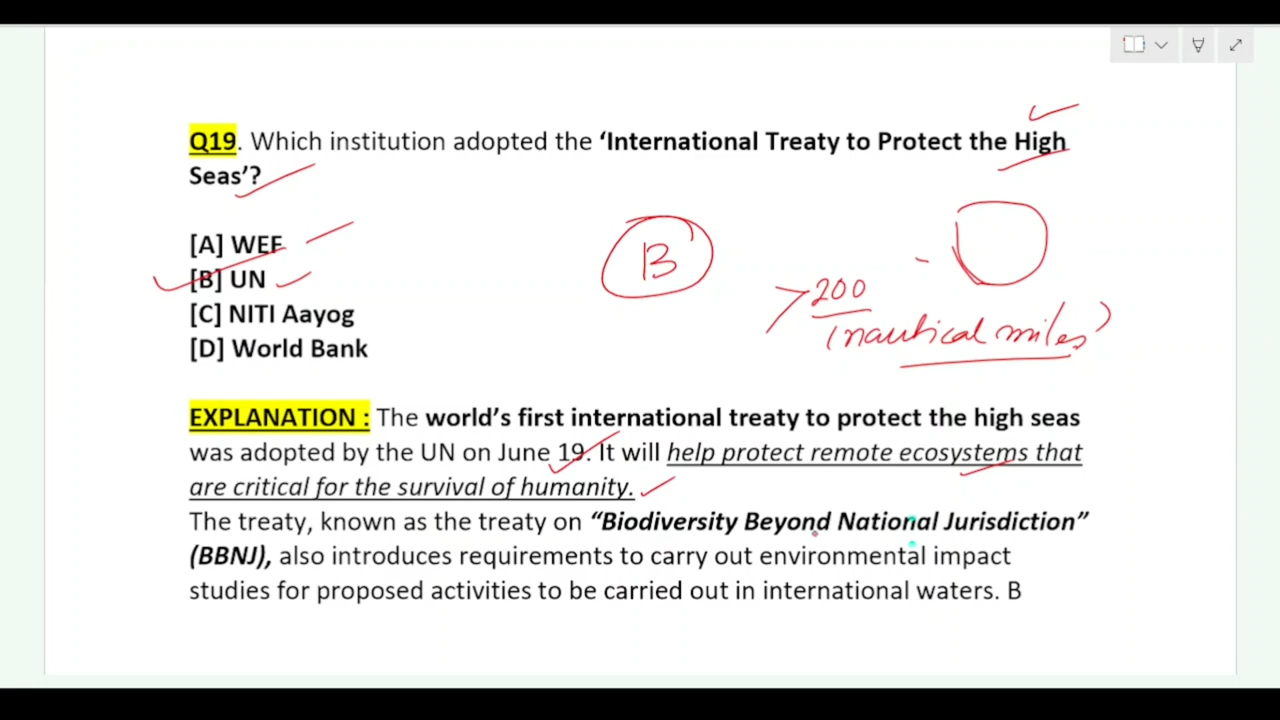 Q19. Which institution adopted the ‘International Treaty to Protect the High
Seas’?
[A] WEF
[B] UN
[C] NITI Aayog
[D] World Bank
B
>200
(nautical miles)
EXPLANATION : The world’s first international treaty to protect the high seas
was adopted by the UN on June 19. It will help protect remote ecosystems that
are critical for the survival of humanity.
The treaty, known as the treaty on “Biodiversity Beyond National Jurisdiction”
(BBNJ), also introduces requirements to carry out environmental impact
studies for proposed activities to be carried out in international waters. B